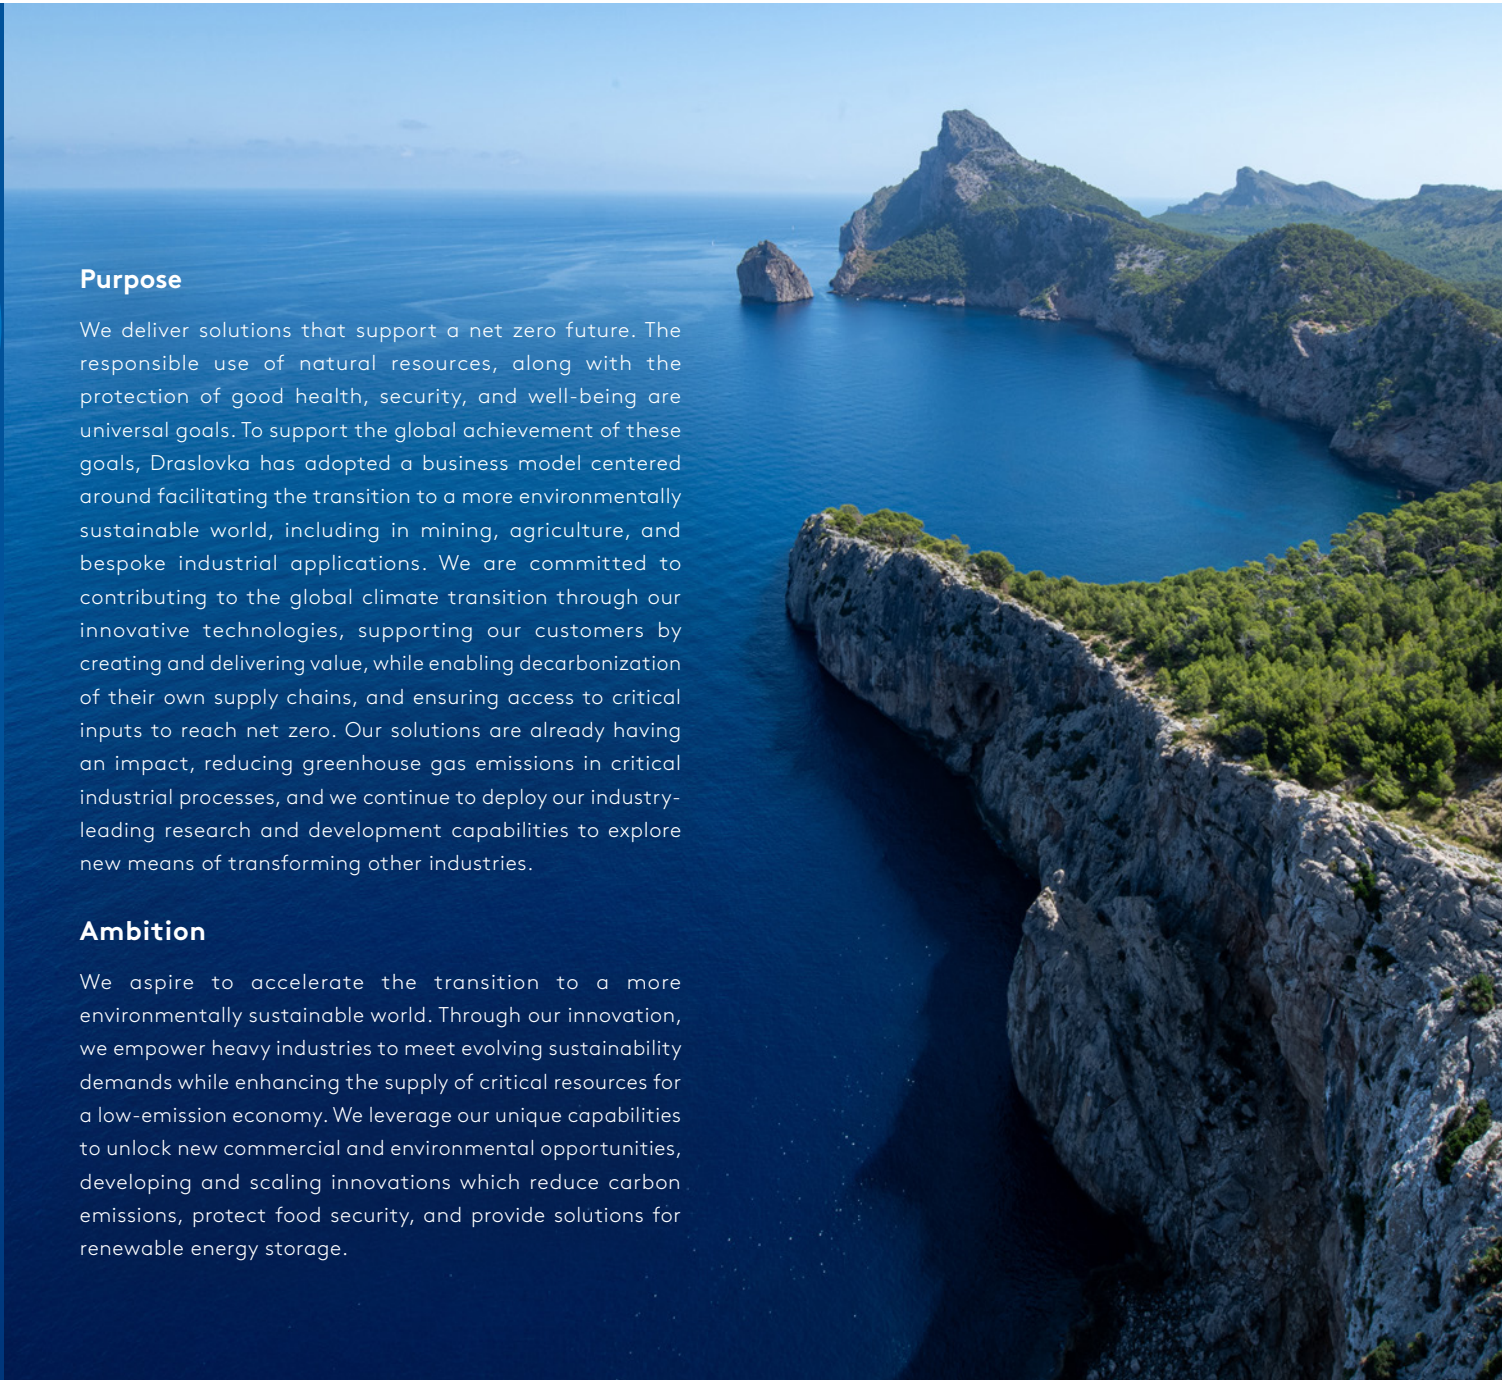 Purpose
We deliver solutions that support a net zero future. The
responsible use of natural resources, along with the
protection of good health, security, and well-being are
universal goals. To support the global achievement of these
goals, Draslovka has adopted a business model centered
around facilitating the transition to a more environmentally
sustainable world, including in mining, agriculture, and
bespoke industrial applications. We are committed to
contributing to the global climate transition through our
innovative technologies, supporting our customers by
creating and delivering value, while enabling decarbonization
of their own supply chains, and ensuring access to critical
inputs to reach net zero. Our solutions are already having
an impact, reducing greenhouse gas emissions in critical
industrial processes, and we continue to deploy our industry-
leading research and development capabilities to explore
new means of transforming other industries.
Ambition
We aspire to accelerate the transition to a more
environmentally sustainable world. Through our innovation,
we empower heavy industries to meet evolving sustainability
demands while enhancing the supply of critical resources for
a low-emission economy. We leverage our unique capabilities
to unlock new commercial and environmental opportunities,
developing and scaling innovations which reduce carbon
emissions, protect food security, and provide solutions for
renewable energy storage.